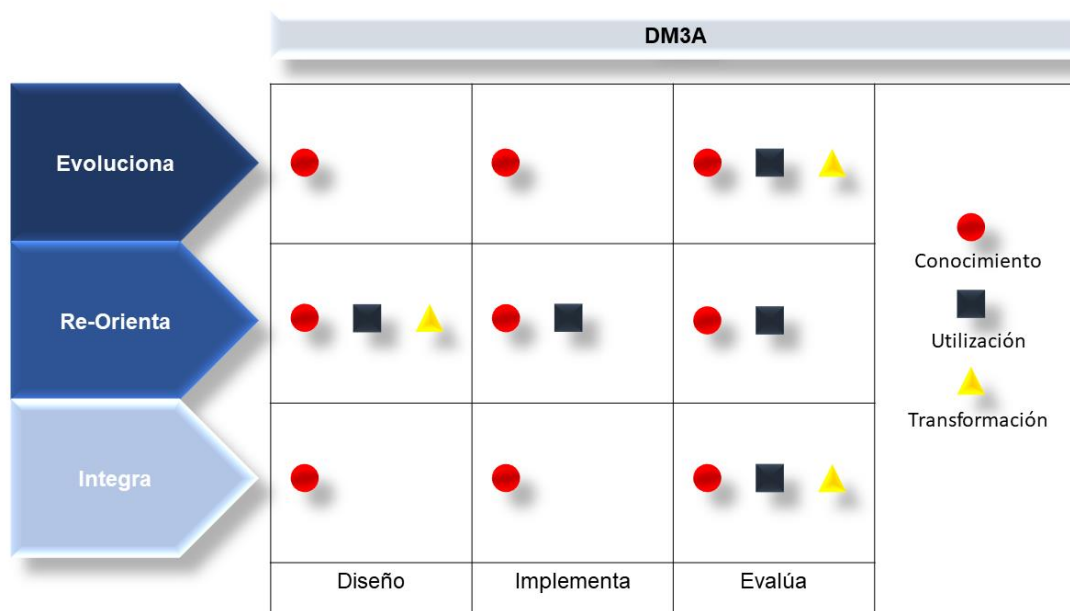 DM3A
Evoluciona
Re-Orienta
Integra
Conocimiento
Utilización
Transformación
Diseño
Implementa
Evalúa